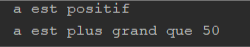 a est positif
a est plus grand que 50